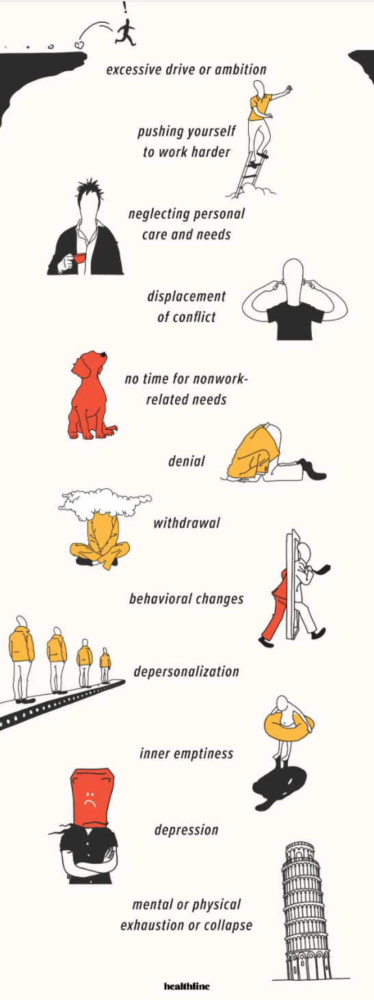 !
excessive drive or ambition
pushing yourself
to work harder
neglecting personal
care and needs
displacement
of conflict
no time for nonwork-
related needs
denial
withdrawal
behavioral changes
depersonalization
inner emptiness
depression
mental or physical
exhaustion or collapse
healthline